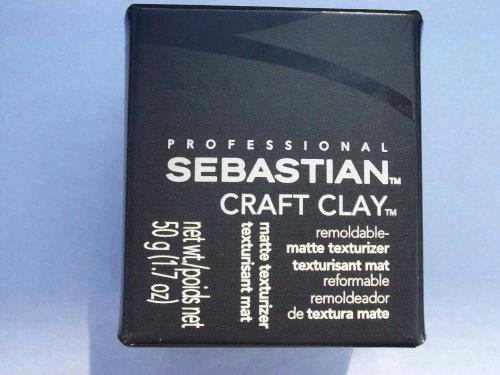 PROFESSIONAL
SEBASTIAN™
CRAFT CLAY™
remoldable-
matte texturizer
texturisant mat
reformable
remoldeador
de textura mate
matte texturizer
texturisant mat
net wt./poids net
50 g (1.7 oz)